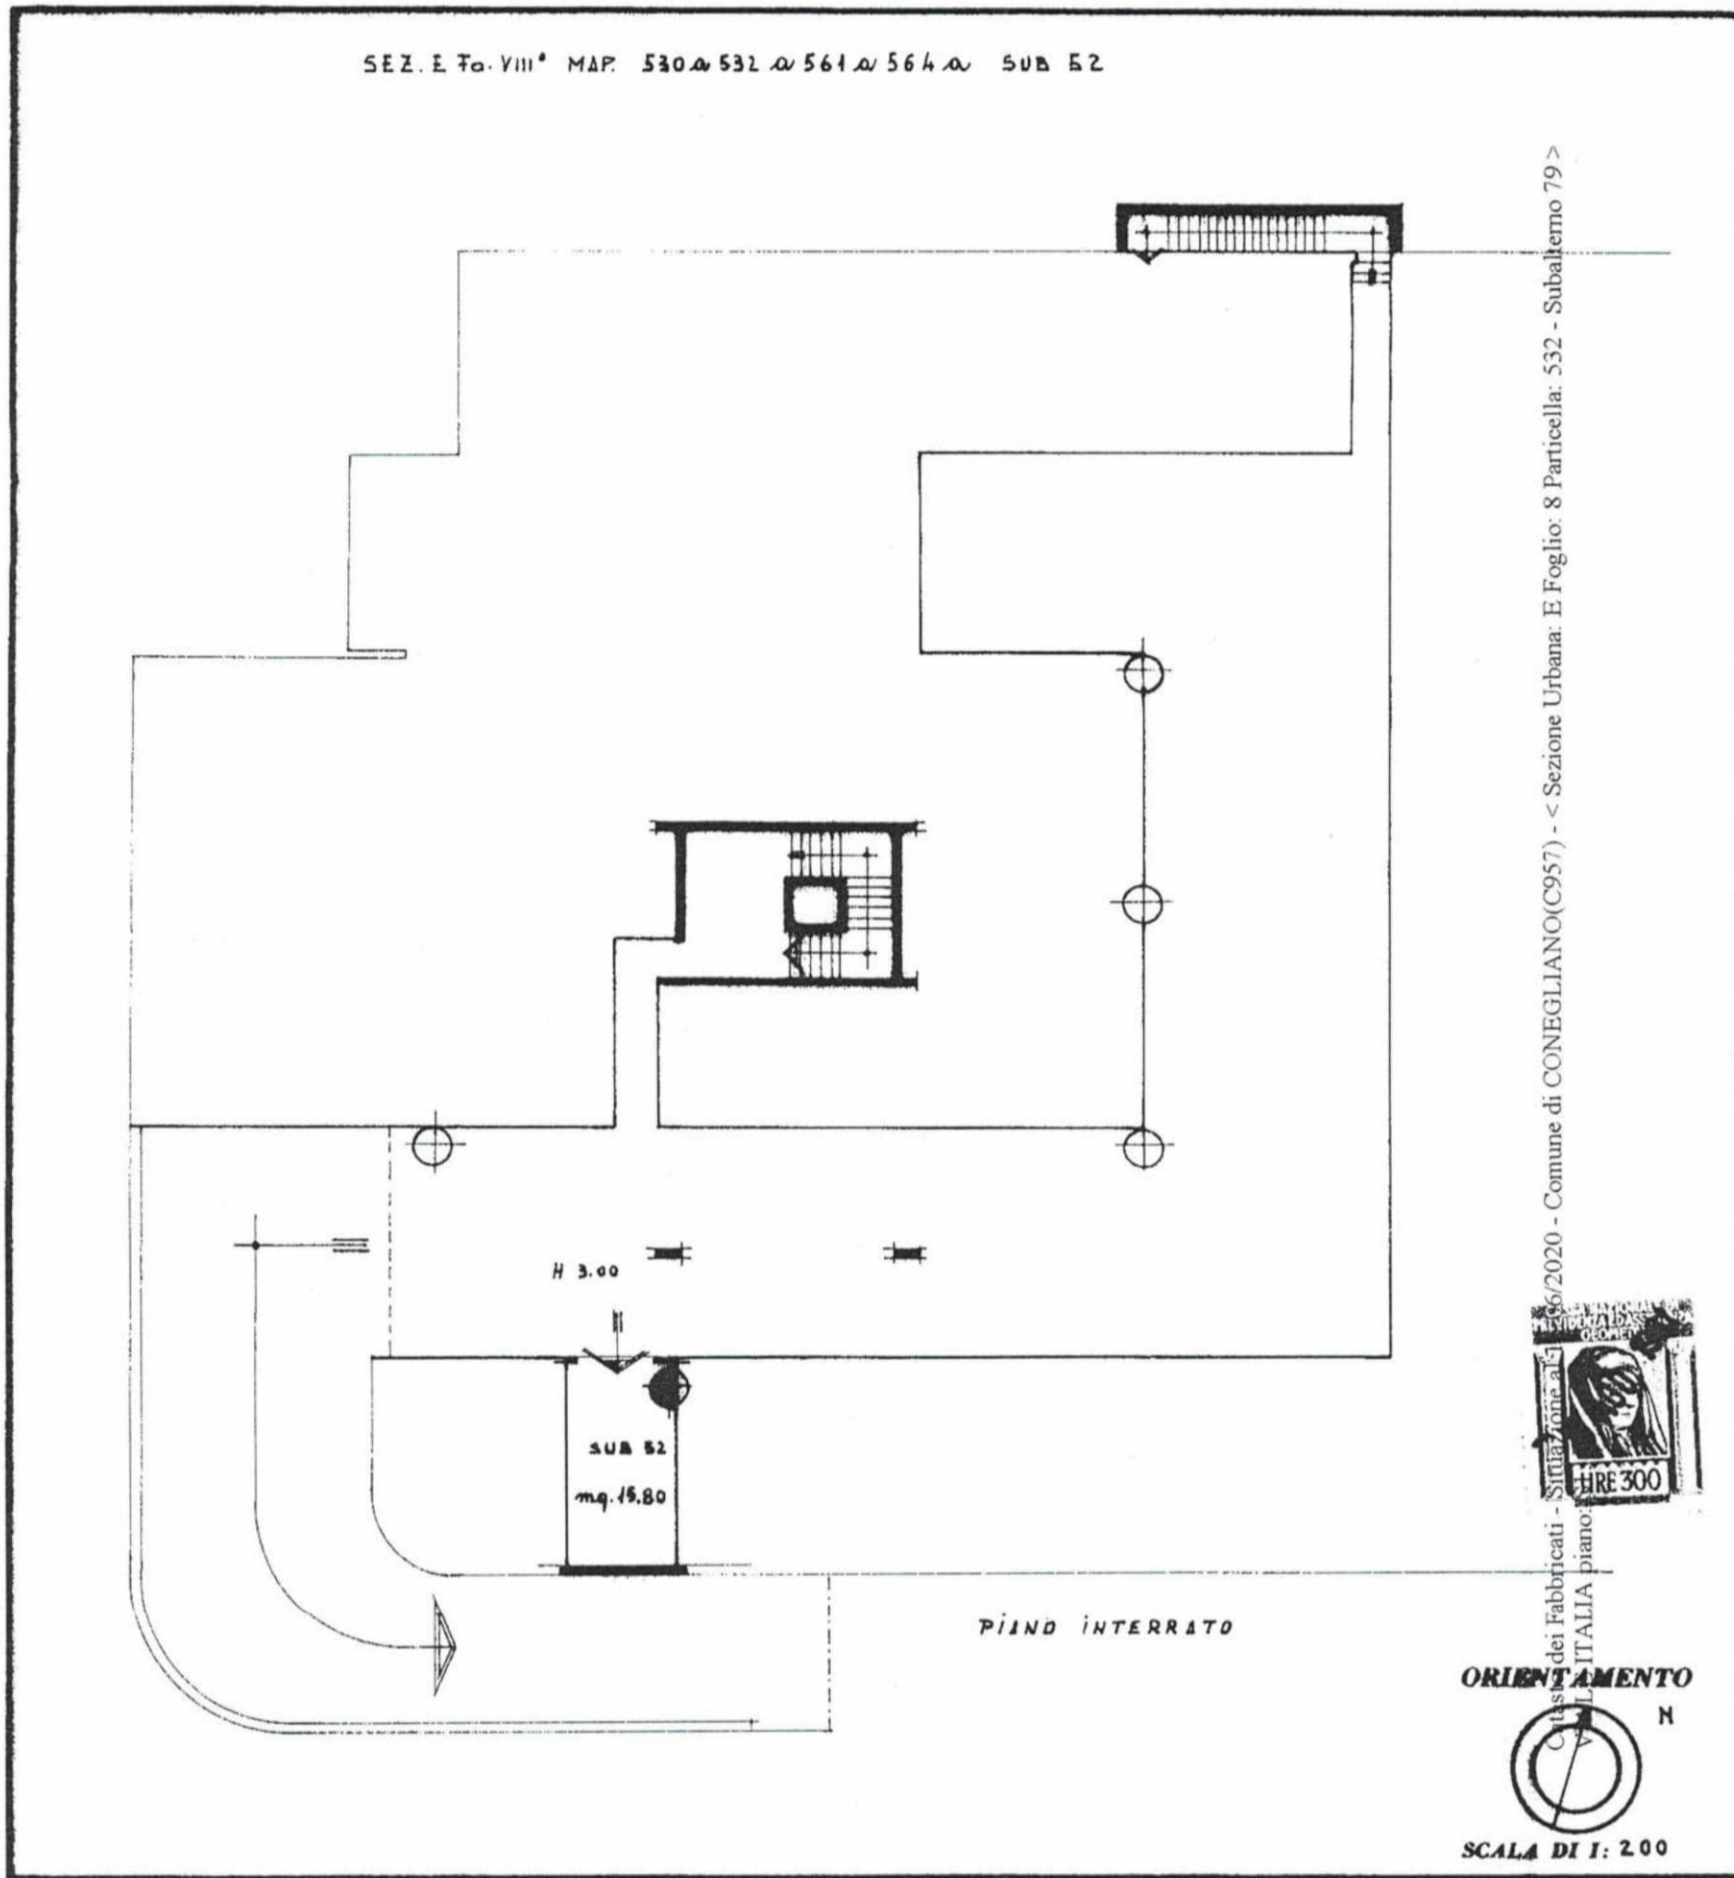 SEZ. E Fo. VIII° MAP. 530 a 532 a 561 a 564 a SUB 52
H 3.00
SUB 52
mq. 15.80
PIANO INTERRATO
ORIENTAMENTO
N
SCALA DI 1: 200
LIRE 300
dei Fabbricati - Situazione al 6/2020 - Comune di CONEGLIANO(C957) - < Sezione Urbana: E Foglio: 8 Particella: 532 - Subalterno 79 >
ITALIA piano: